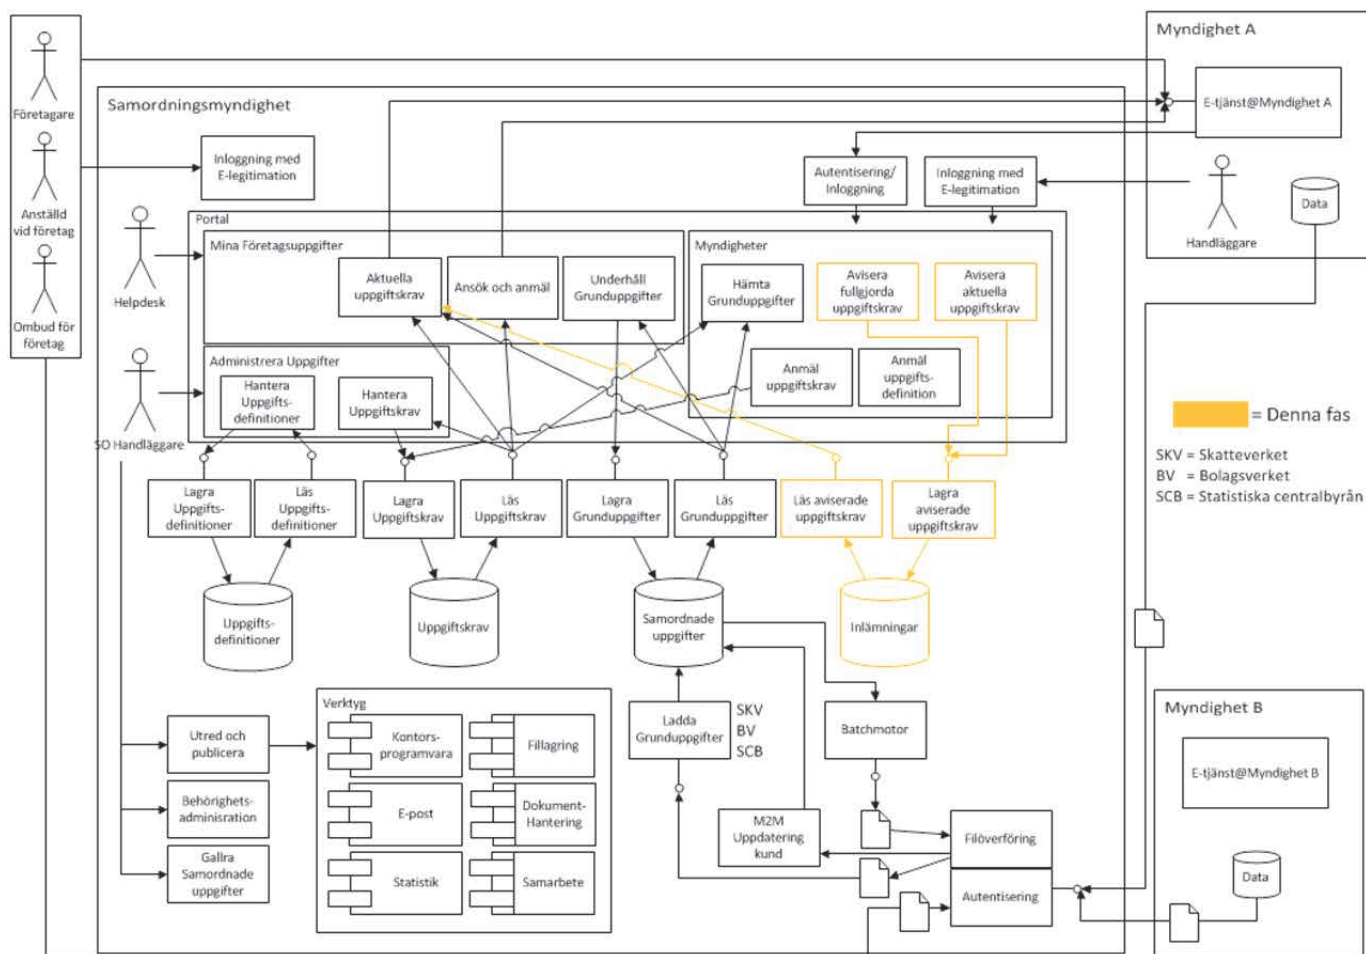 Myndighet A
Företagare
Samordningsmyndighet
E-tjänst@Myndighet A
Inloggning med
E-legitimation
Autentisering/
Inloggning
Inloggning med
E-legitimation
Anställd
vid företag
Data
Handläggare
Portal
Mina Företagsuppgifter
Myndigheter
Helpdesk
Aktuella
uppgiftskrav
Ansök och anmäl
Underhåll
Grunduppgifter
Hämta
Grunduppgifter
Avisera
fullgjorda
uppgiftskrav
Avisera
aktuella
uppgiftskrav
Ombud för
företag
Administrera Uppgifter
Hantera
Uppgifts-
definitioner
Hantera
Uppgiftskrav
Anmäl
uppgiftskrav
Anmäl
uppgifts-
definition
SO Handläggare
= Denna fas
SKV = Skatteverket
BV = Bolagsverket
SCB = Statistiska centralbyrån
Lagra
Uppgifts-
definitioner
Läs
Uppgifts-
definitioner
Lagra
Uppgiftskrav
Läs
Uppgiftskrav
Lagra
Grunduppgifter
Läs
Grunduppgifter
Läs aviserade
uppgiftskrav
Lagra
aviserade
uppgiftskrav
Uppgifts-
definitioner
Uppgiftskrav
Samordnade
uppgifter
Inlämningar
Verktyg
Utred och
publicera
Kontors-
programvara
Fillagring
Ladda
Grunduppgifter
SKV
BV
SCB
Batchmotor
Myndighet B
E-tjänst@Myndighet B
Behörighets-
adminisration
E-post
Dokument-
Hantering
M2M
Uppdatering
kund
Filöverföring
Gallra
Samordnade
uppgifter
Statistik
Samarbete
Autentisering
Data